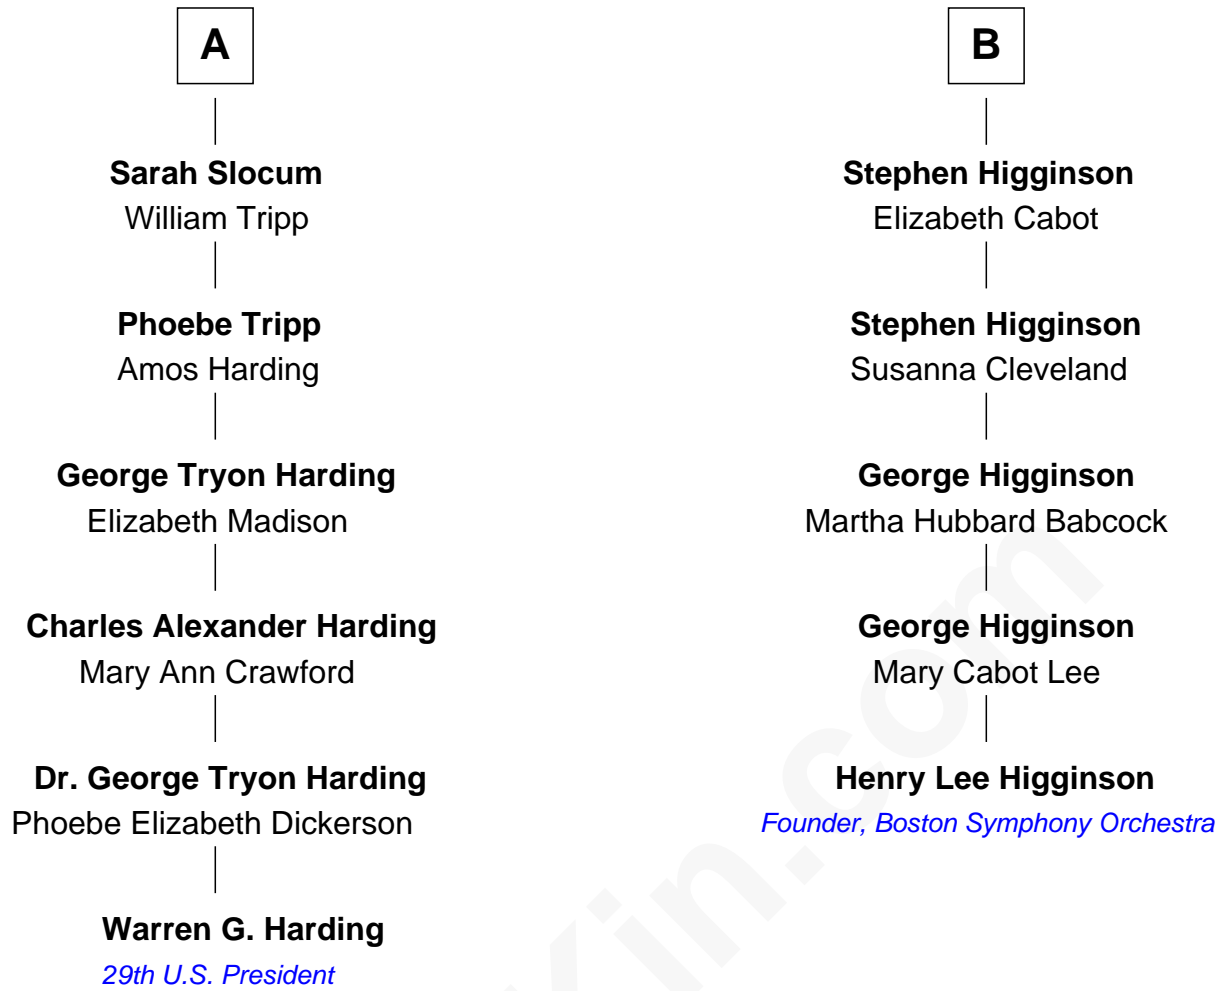 A
Sarah Slocum
William Tripp
Phoebe Tripp
Amos Harding
George Tryon Harding
Elizabeth Madison
Charles Alexander Harding
Mary Ann Crawford
Dr. George Tryon Harding
Phoebe Elizabeth Dickerson
Warren G. Harding
29th U.S. President
B
Stephen Higginson
Elizabeth Cabot
Stephen Higginson
Susanna Cleveland
George Higginson
Martha Hubbard Babcock
George Higginson
Mary Cabot Lee
Henry Lee Higginson
Founder, Boston Symphony Orchestra